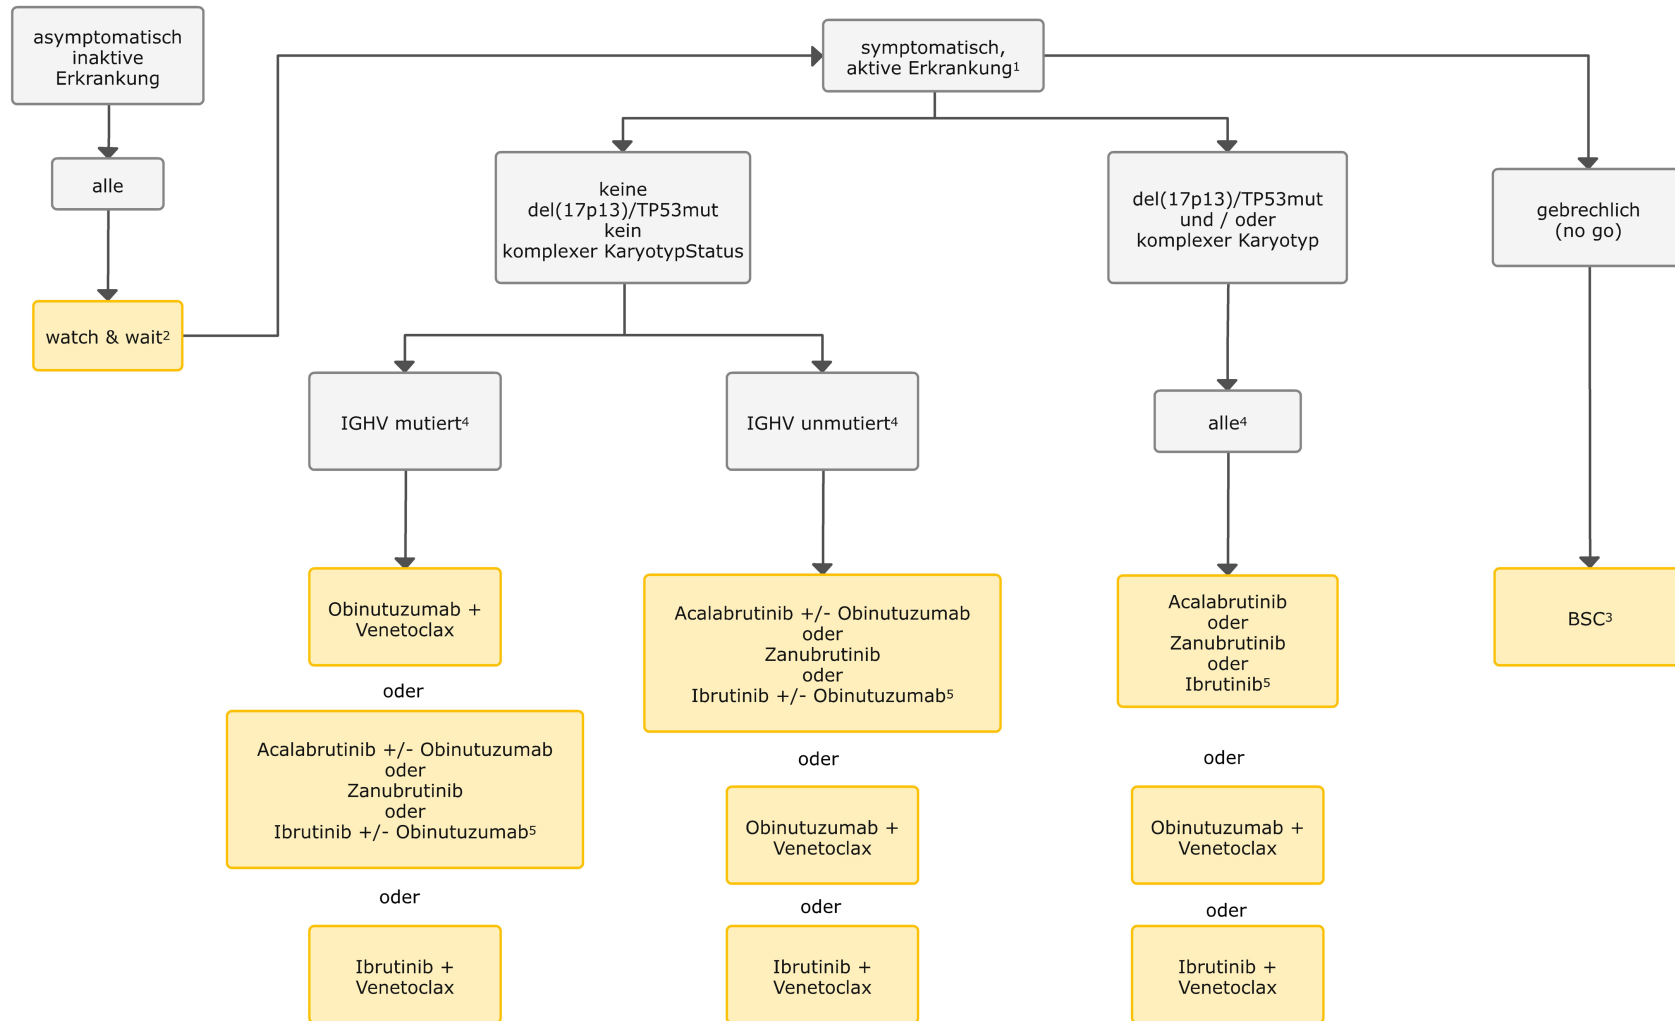 asymptomatisch
inaktive
Erkrankung
symptomatisch,
aktive Erkrankung¹
alle
keine
del(17p13)/TP53mut
kein
komplexer KaryotypStatus
del(17p13)/TP53mut
und / oder
komplexer Karyotyp
gebrechlich
(no go)
watch & wait²
IGHV mutiert⁴
IGHV unmutiert⁴
alle⁴
Obinutuzumab +
Venetoclax
oder
Acalabrutinib +/- Obinutuzumab
oder
Zanubrutinib
oder
Ibrutinib +/- Obinutuzumab⁵
oder
Ibrutinib +
Venetoclax
Acalabrutinib +/- Obinutuzumab
oder
Zanubrutinib
oder
Ibrutinib +/- Obinutuzumab⁵
oder
Obinutuzumab +
Venetoclax
oder
Ibrutinib +
Venetoclax
Acalabrutinib
oder
Zanubrutinib
oder
Ibrutinib⁵
oder
Obinutuzumab +
Venetoclax
oder
Ibrutinib +
Venetoclax
BSC³